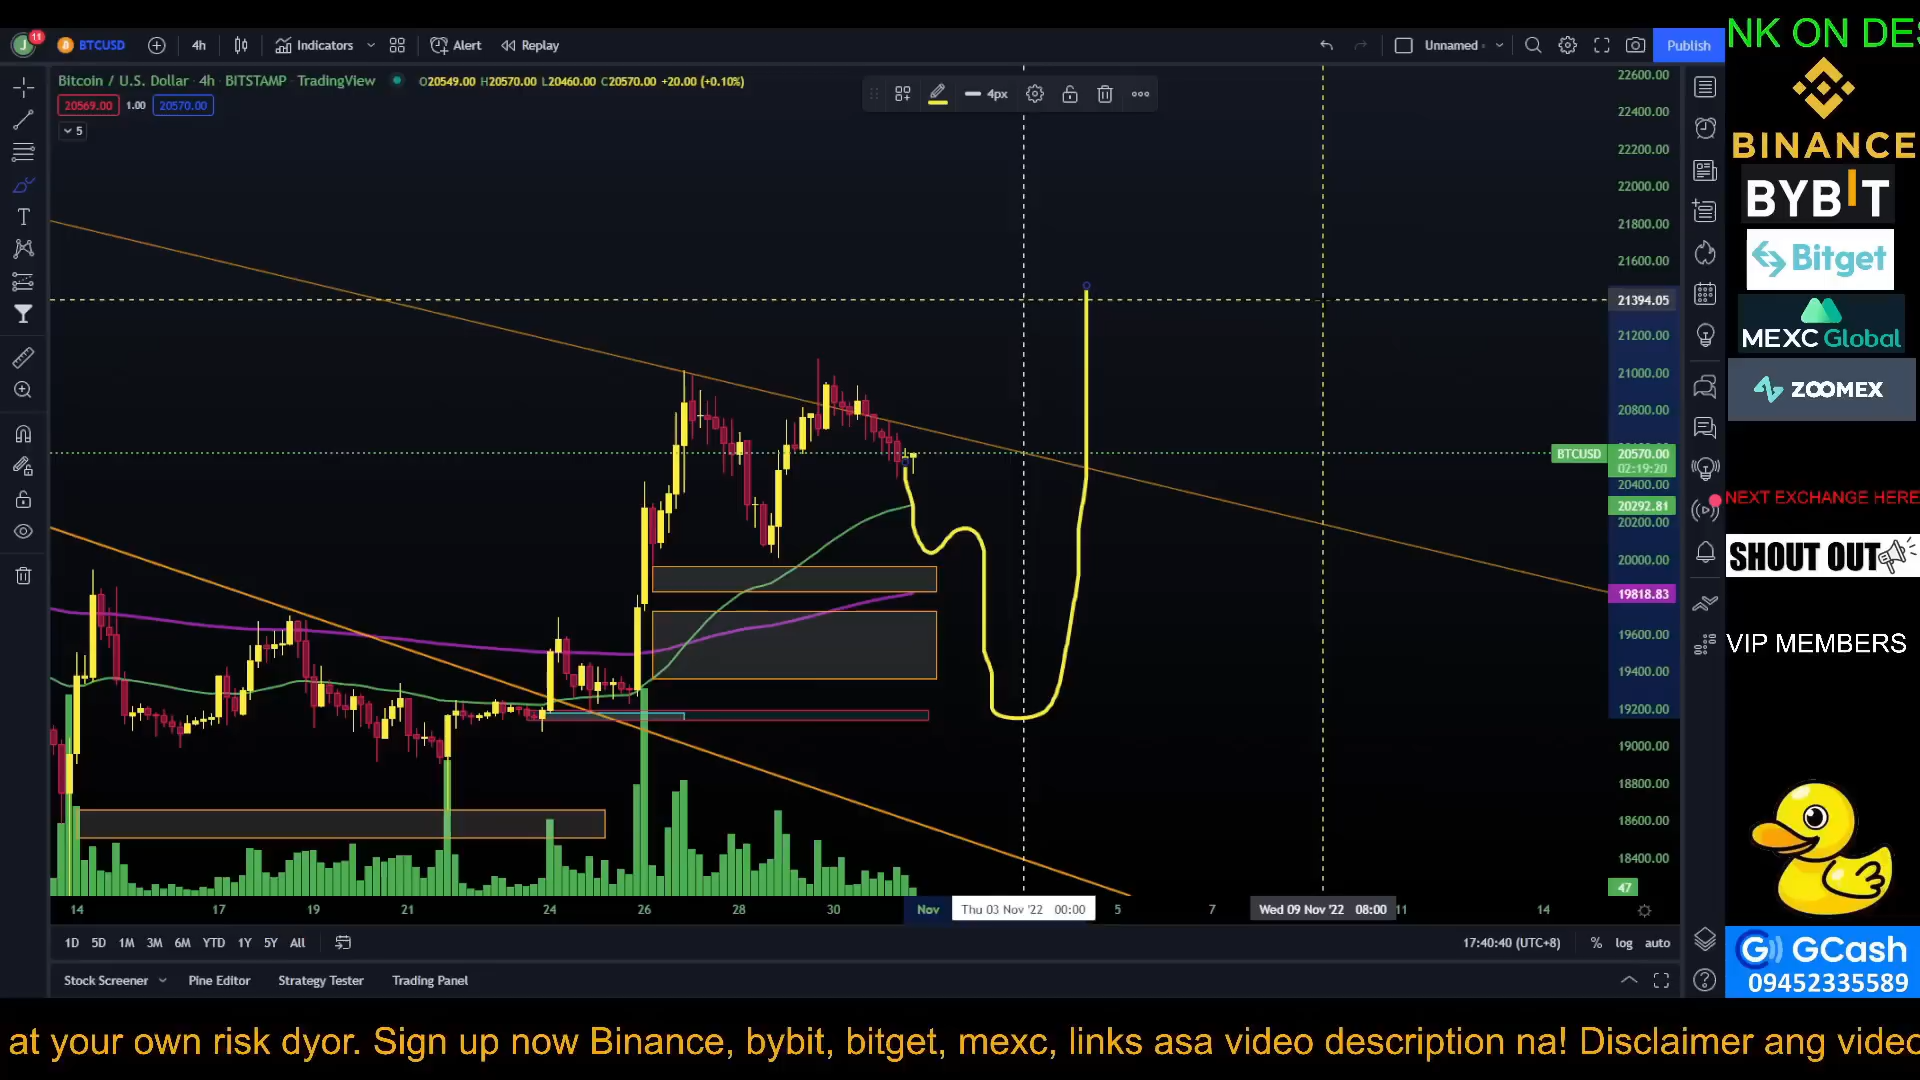 NK ON DES
J 11 BTCUSD 4h Indicators Alert Replay Unnamed Publish
Bitcoin / U.S. Dollar · 4h · BITSTAMP · TradingView O20549.00 H20570.00 L20460.00 C20570.00 +20.00 (+0.10%)
20569.00 1.00 20570.00
5
4px
22600.00
22400.00
22200.00
22000.00
21800.00
21600.00
21394.05
21200.00
21000.00
20800.00
BTCUSD 20570.00
02:19:20
20400.00
20292.81
20200.00
20000.00
19818.83
19600.00
19400.00
19200.00
19000.00
18800.00
18600.00
18400.00
47
14 17 19 21 24 26 28 30 Nov Thu 03 Nov '22 00:00 5 7 Wed 09 Nov '22 08:00 11 14
1D 5D 1M 3M 6M YTD 1Y 5Y All 17:40:40 (UTC+8) % log auto
Stock Screener Pine Editor Strategy Tester Trading Panel
BINANCE
BYBIT
Bitget
MEXC Global
ZOOMEX
NEXT EXCHANGE HERE
SHOUT OUT
VIP MEMBERS
GCash
09452335589
at your own risk dyor. Sign up now Binance, bybit, bitget, mexc, links asa video description na! Disclaimer ang video